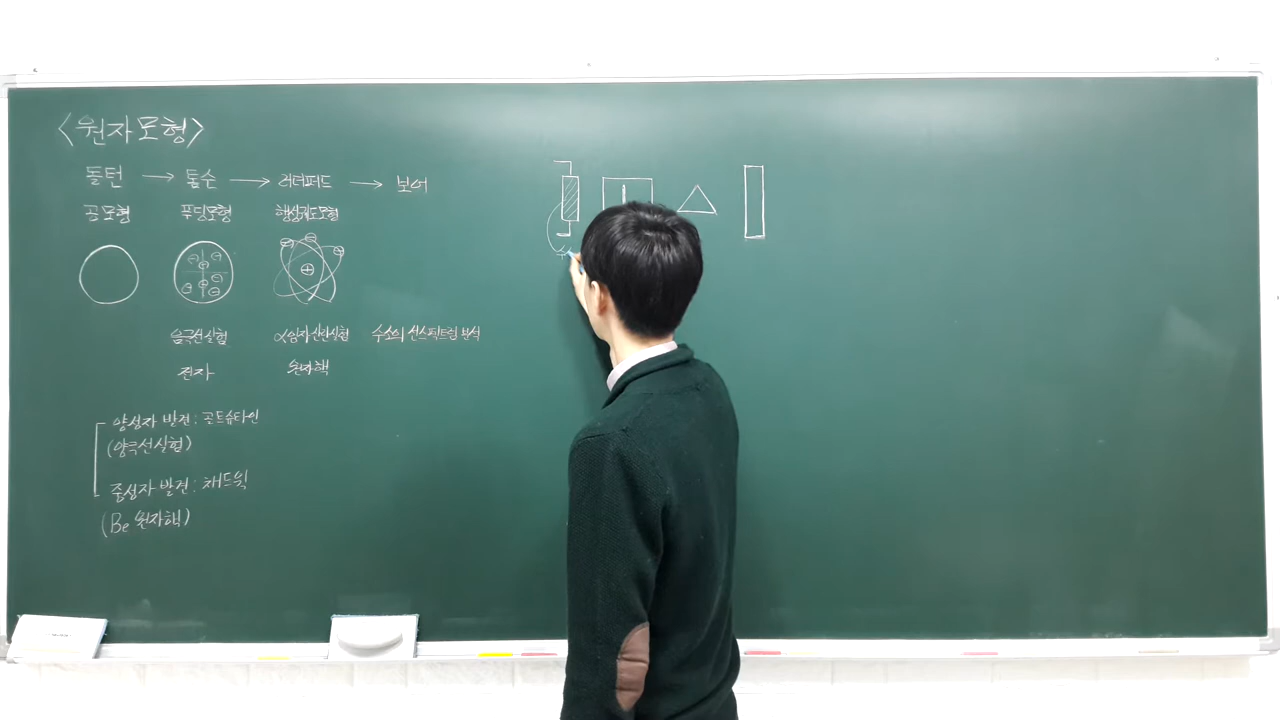 <원자모형>
돌턴 → 톰슨 → 러더퍼드 → 보어
공모형 푸딩모형 행성궤도모형
음극선실험 α입자산란실험 수소의 선스펙트럼 분석
전자 원자핵
양성자 발견: 골트슈타인
(양극선실험)
중성자 발견: 채드윅
(Be 원자핵)